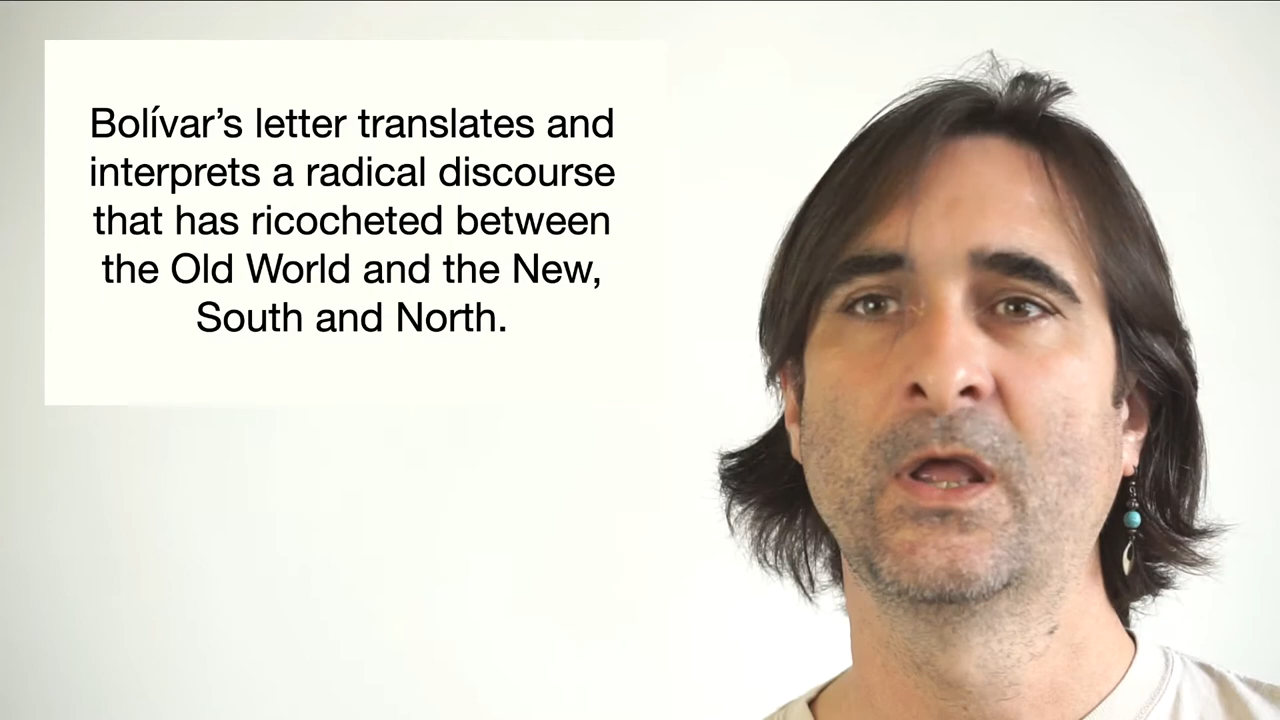 Bolívar’s letter translates and
interprets a radical discourse
that has ricocheted between
the Old World and the New,
South and North.